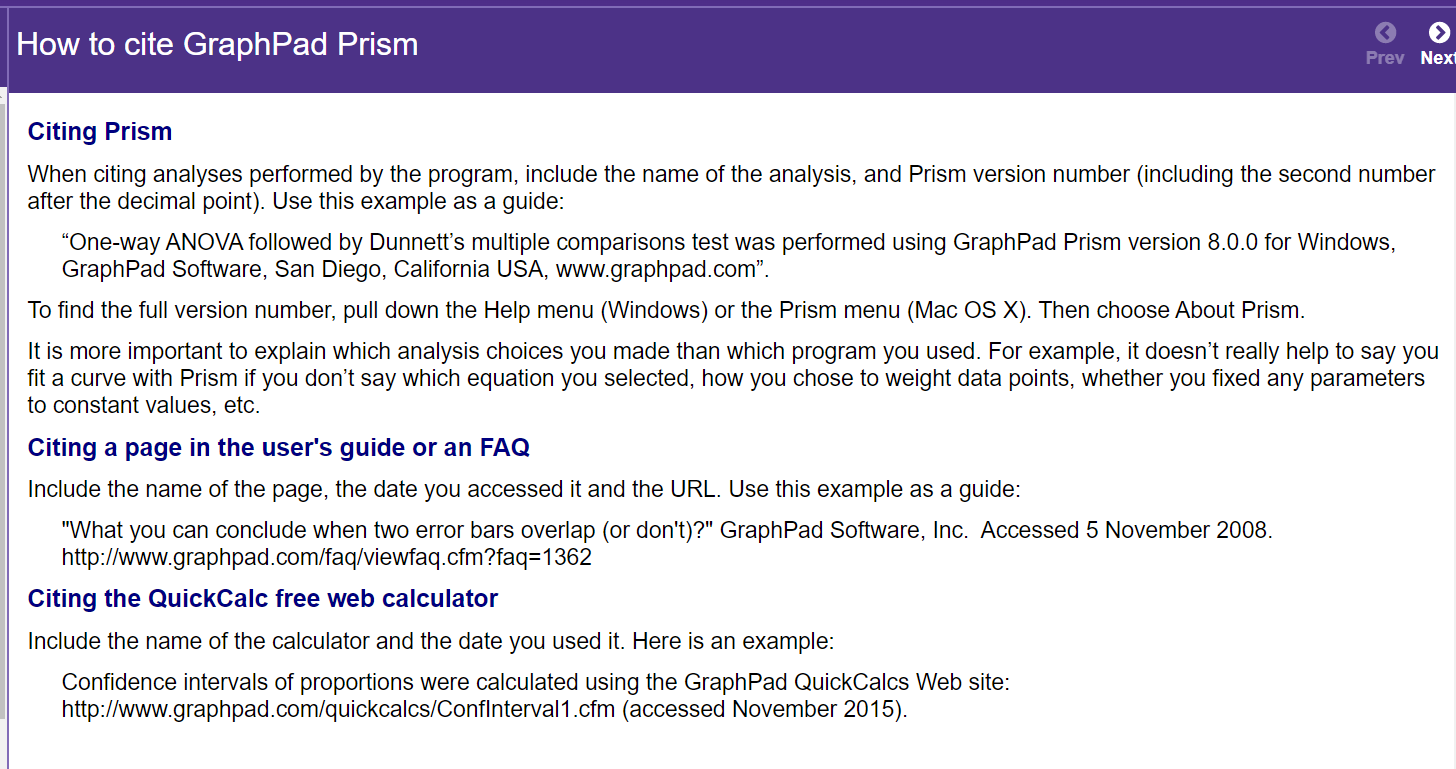 How to cite GraphPad Prism
Prev
Next
Citing Prism
When citing analyses performed by the program, include the name of the analysis, and Prism version number (including the second number
after the decimal point). Use this example as a guide:
“One-way ANOVA followed by Dunnett’s multiple comparisons test was performed using GraphPad Prism version 8.0.0 for Windows,
GraphPad Software, San Diego, California USA, www.graphpad.com”.
To find the full version number, pull down the Help menu (Windows) or the Prism menu (Mac OS X). Then choose About Prism.
It is more important to explain which analysis choices you made than which program you used. For example, it doesn’t really help to say you
fit a curve with Prism if you don’t say which equation you selected, how you chose to weight data points, whether you fixed any parameters
to constant values, etc.
Citing a page in the user's guide or an FAQ
Include the name of the page, the date you accessed it and the URL. Use this example as a guide:
"What you can conclude when two error bars overlap (or don't)?" GraphPad Software, Inc.  Accessed 5 November 2008.
http://www.graphpad.com/faq/viewfaq.cfm?faq=1362
Citing the QuickCalc free web calculator
Include the name of the calculator and the date you used it. Here is an example:
Confidence intervals of proportions were calculated using the GraphPad QuickCalcs Web site:
http://www.graphpad.com/quickcalcs/ConfInterval1.cfm (accessed November 2015).